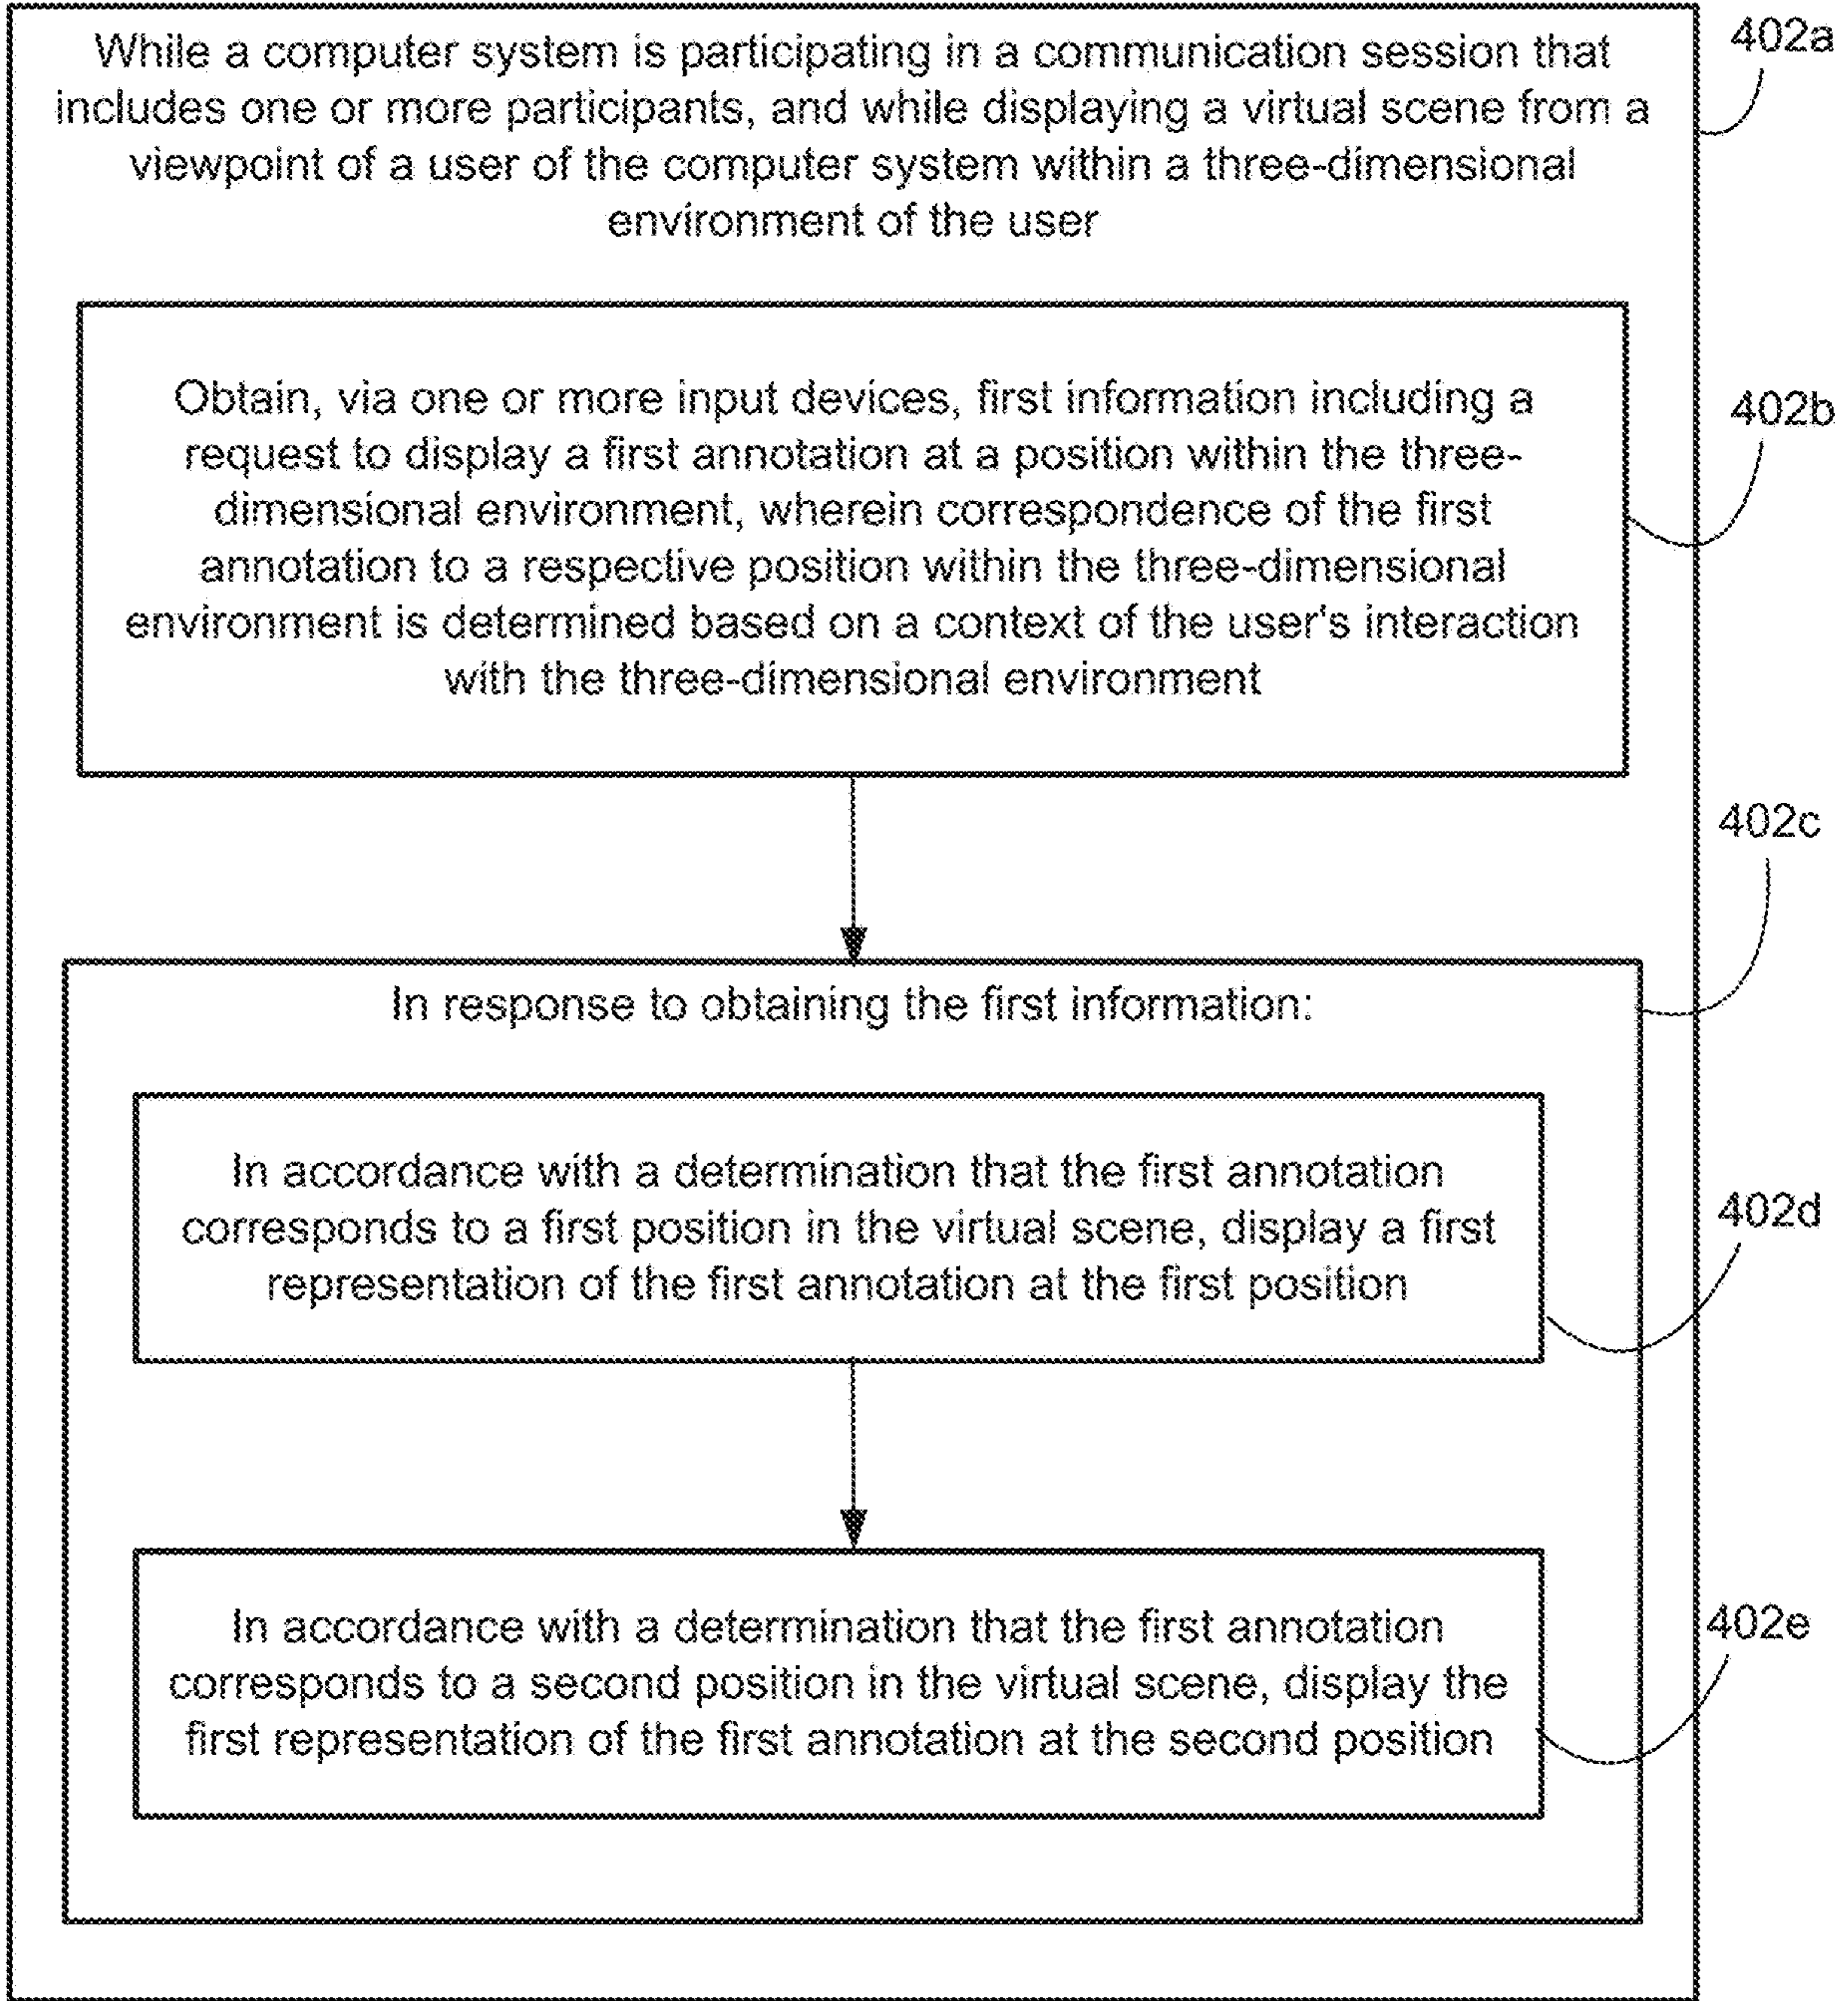 While a computer system is participating in a communication session that
includes one or more participants, and while displaying a virtual scene from a
viewpoint of a user of the computer system within a three-dimensional
environment of the user
402a
Obtain, via one or more input devices, first information including a
request to display a first annotation at a position within the three-
dimensional environment, wherein correspondence of the first
annotation to a respective position within the three-dimensional
environment is determined based on a context of the user's interaction
with the three-dimensional environment
402b
402c
In response to obtaining the first information:
In accordance with a determination that the first annotation
corresponds to a first position in the virtual scene, display a first
representation of the first annotation at the first position
402d
In accordance with a determination that the first annotation
corresponds to a second position in the virtual scene, display the
first representation of the first annotation at the second position
402e